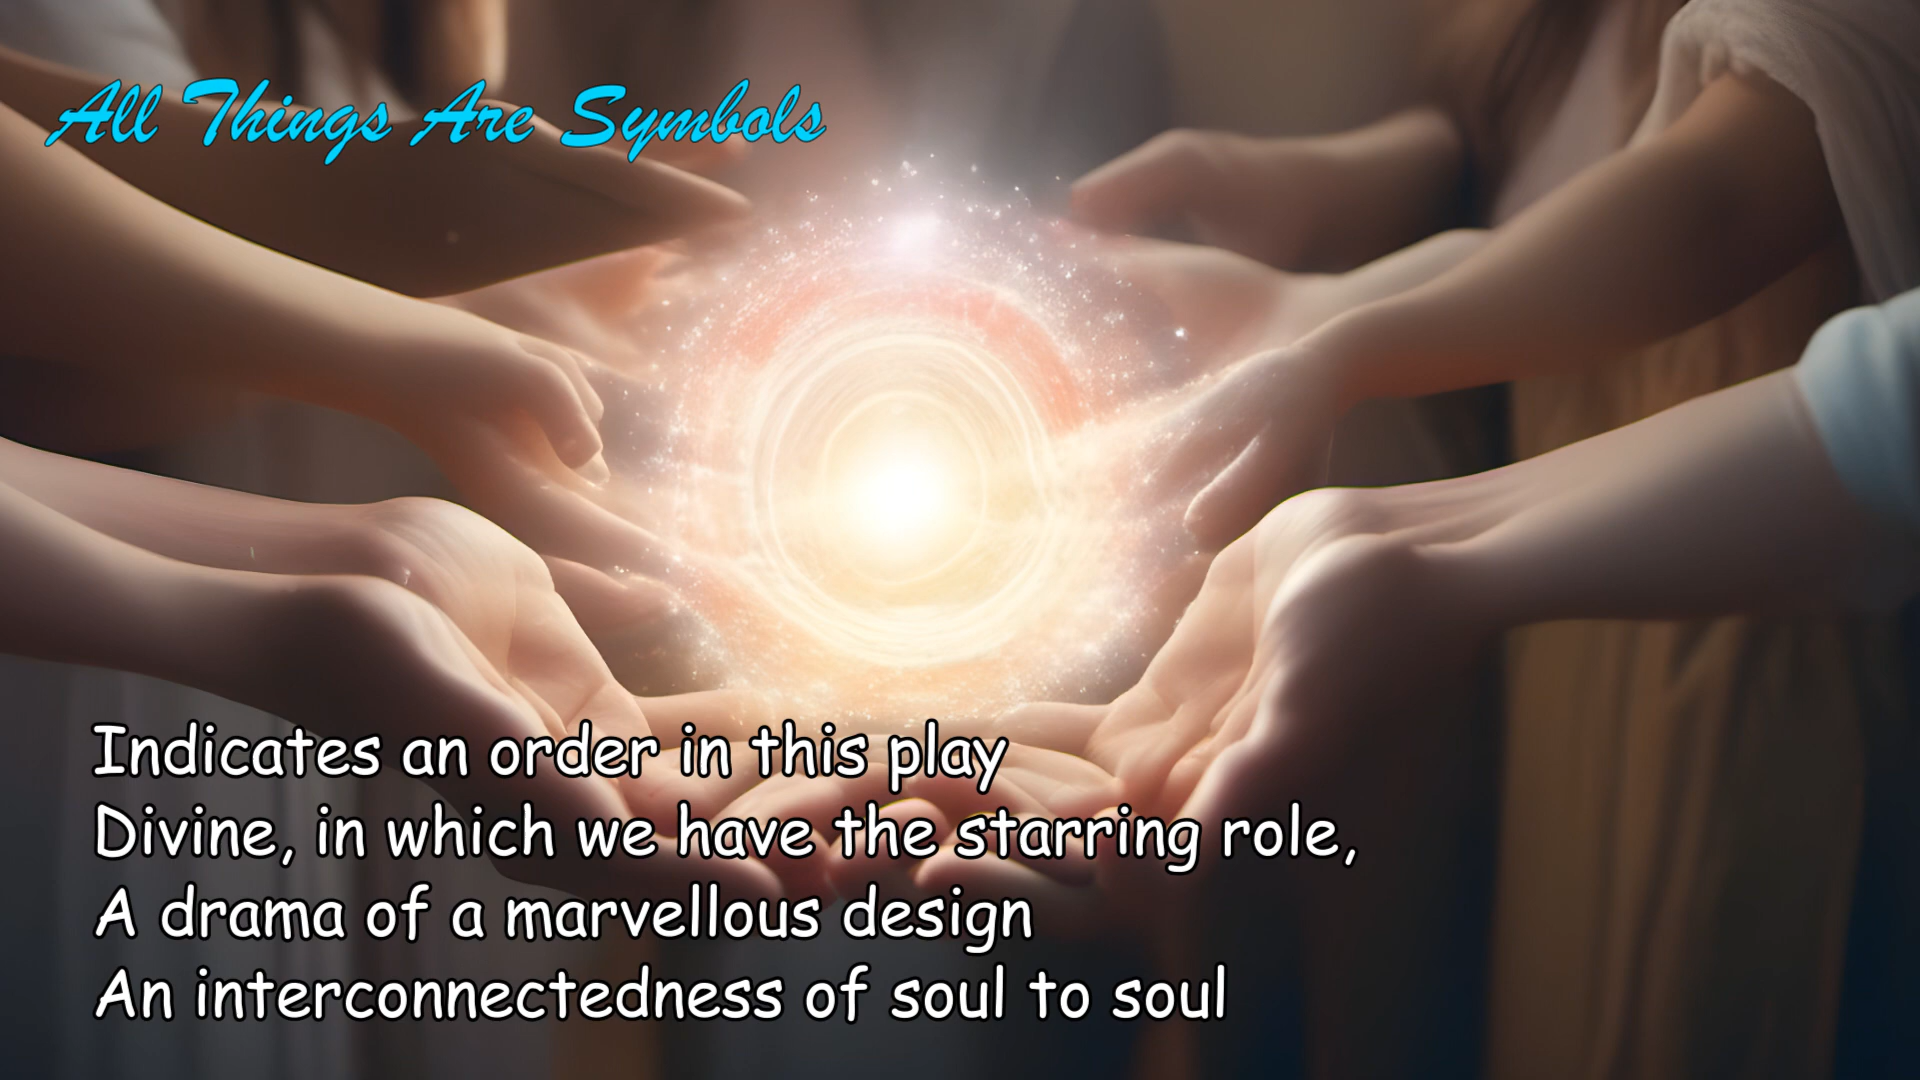 All Things Are Symbols
Indicates an order in this play
Divine, in which we have the starring role,
A drama of a marvellous design
An interconnectedness of soul to soul